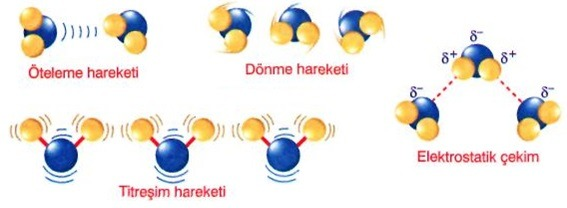 Öteleme hareketi
Dönme hareketi
Titreşim hareketi
δ⁻
δ⁺ δ⁺
δ⁻ δ⁻
Elektrostatik çekim